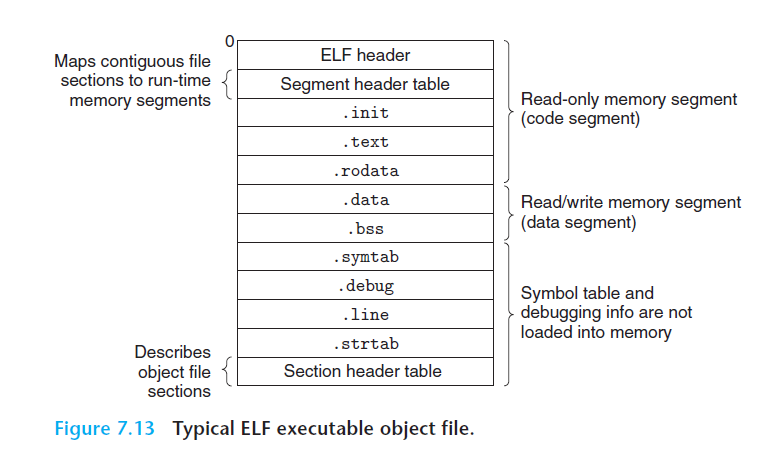 0
ELF header
Maps contiguous file
sections to run-time
memory segments
Segment header table
.init
.text
.rodata
Read-only memory segment
(code segment)
.data
.bss
Read/write memory segment
(data segment)
.symtab
.debug
.line
.strtab
Symbol table and
debugging info are not
loaded into memory
Describes
object file
sections
Section header table
Figure 7.13 Typical ELF executable object file.